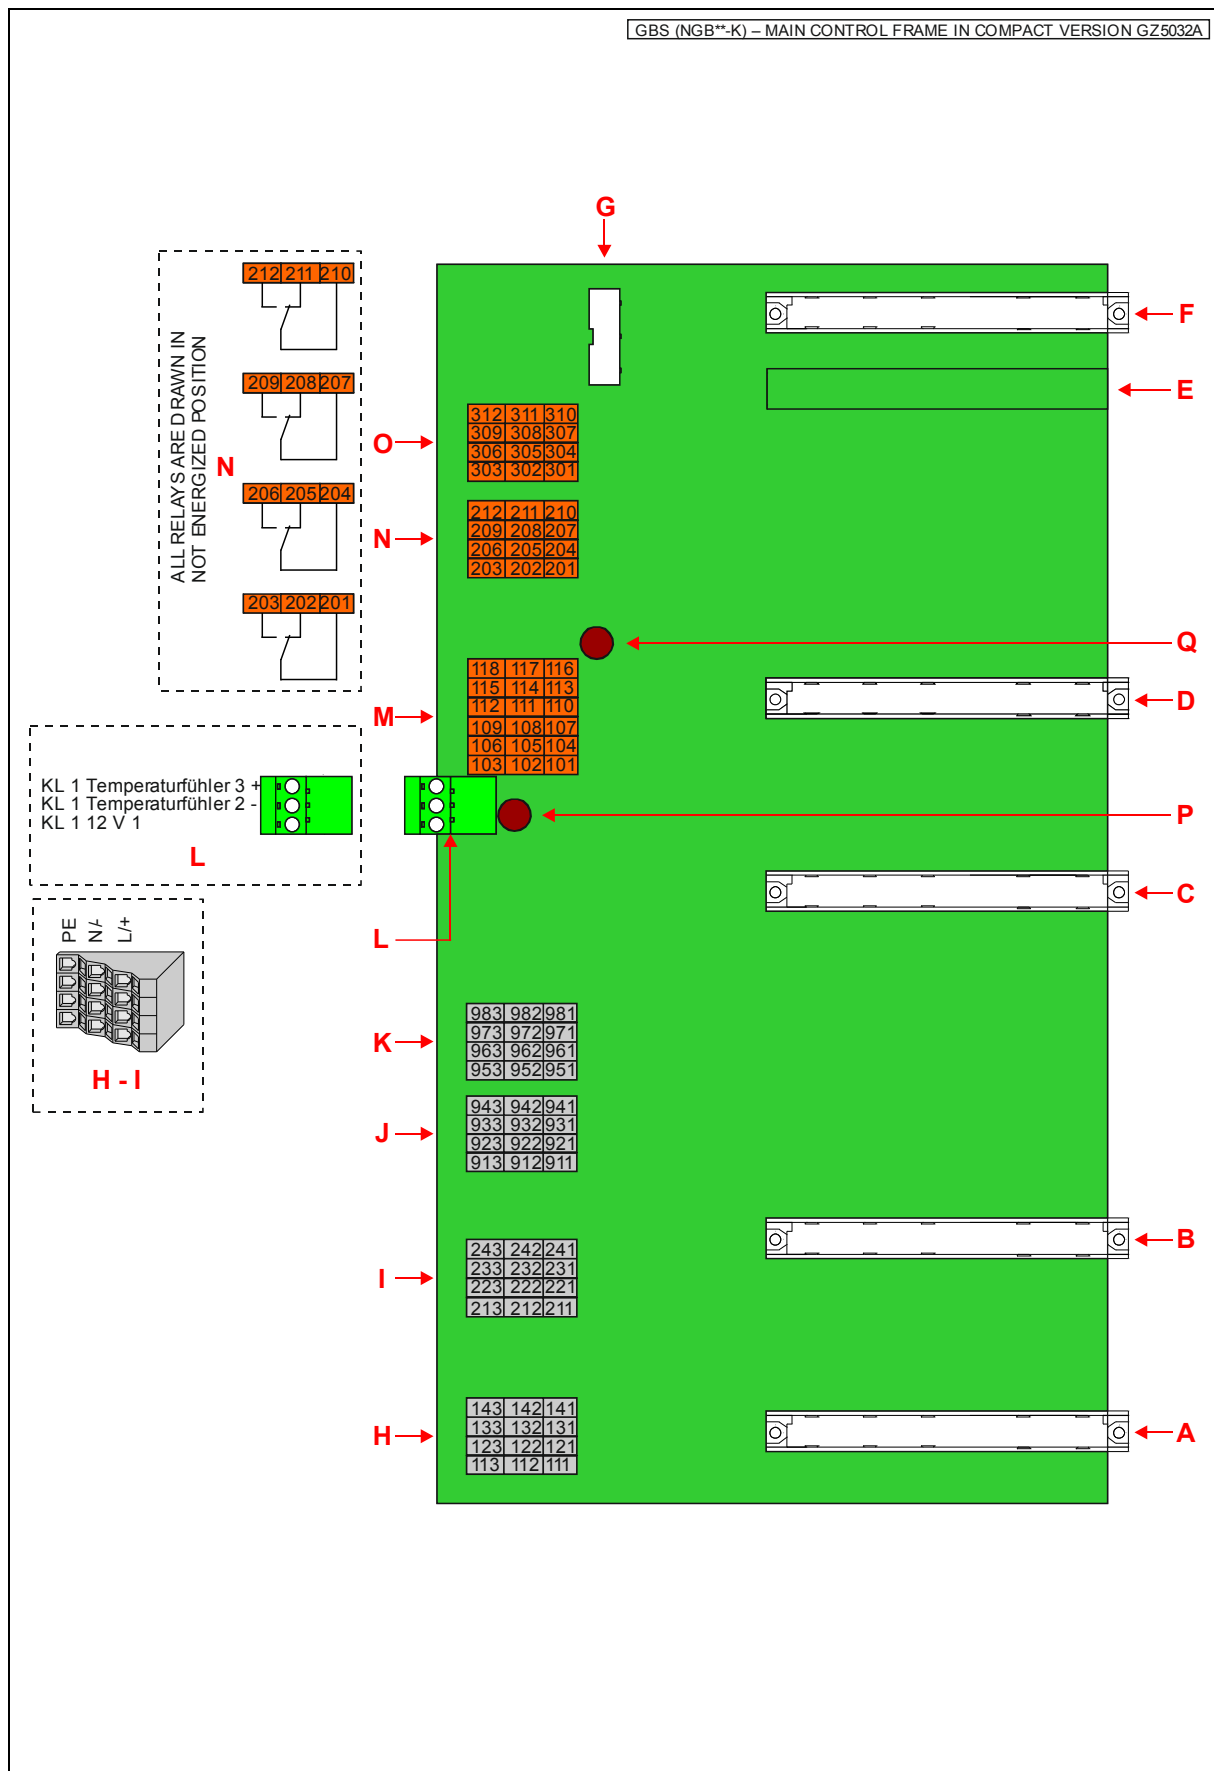 GBS (NGB**-K) – MAIN CONTROL FRAME IN COMPACT VERSION GZ5032A
G
212 211 210
209 208 207
206 205 204
203 202 201
ALL RELAYS ARE DRAWN IN
NOT ENERGIZED POSITION
N
F
E
O
312 311 310
309 308 307
306 305 304
303 302 301
N
212 211 210
209 208 207
206 205 204
203 202 201
Q
M
118 117 116
115 114 113
112 111 110
109 108 107
106 105 104
103 102 101
D
KL 1 Temperaturfühler 3 +
KL 1 Temperaturfühler 2 -
KL 1 12 V 1
L
P
C
L
PE
N/-
L/+
H - I
K
983 982 981
973 972 971
963 962 961
953 952 951
J
943 942 941
933 932 931
923 922 921
913 912 911
I
243 242 241
233 232 231
223 222 221
213 212 211
B
H
143 142 141
133 132 131
123 122 121
113 112 111
A